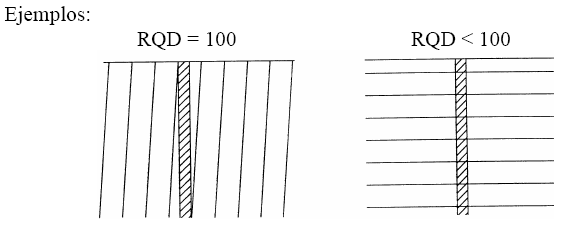 Ejemplos:
RQD = 100
RQD < 100